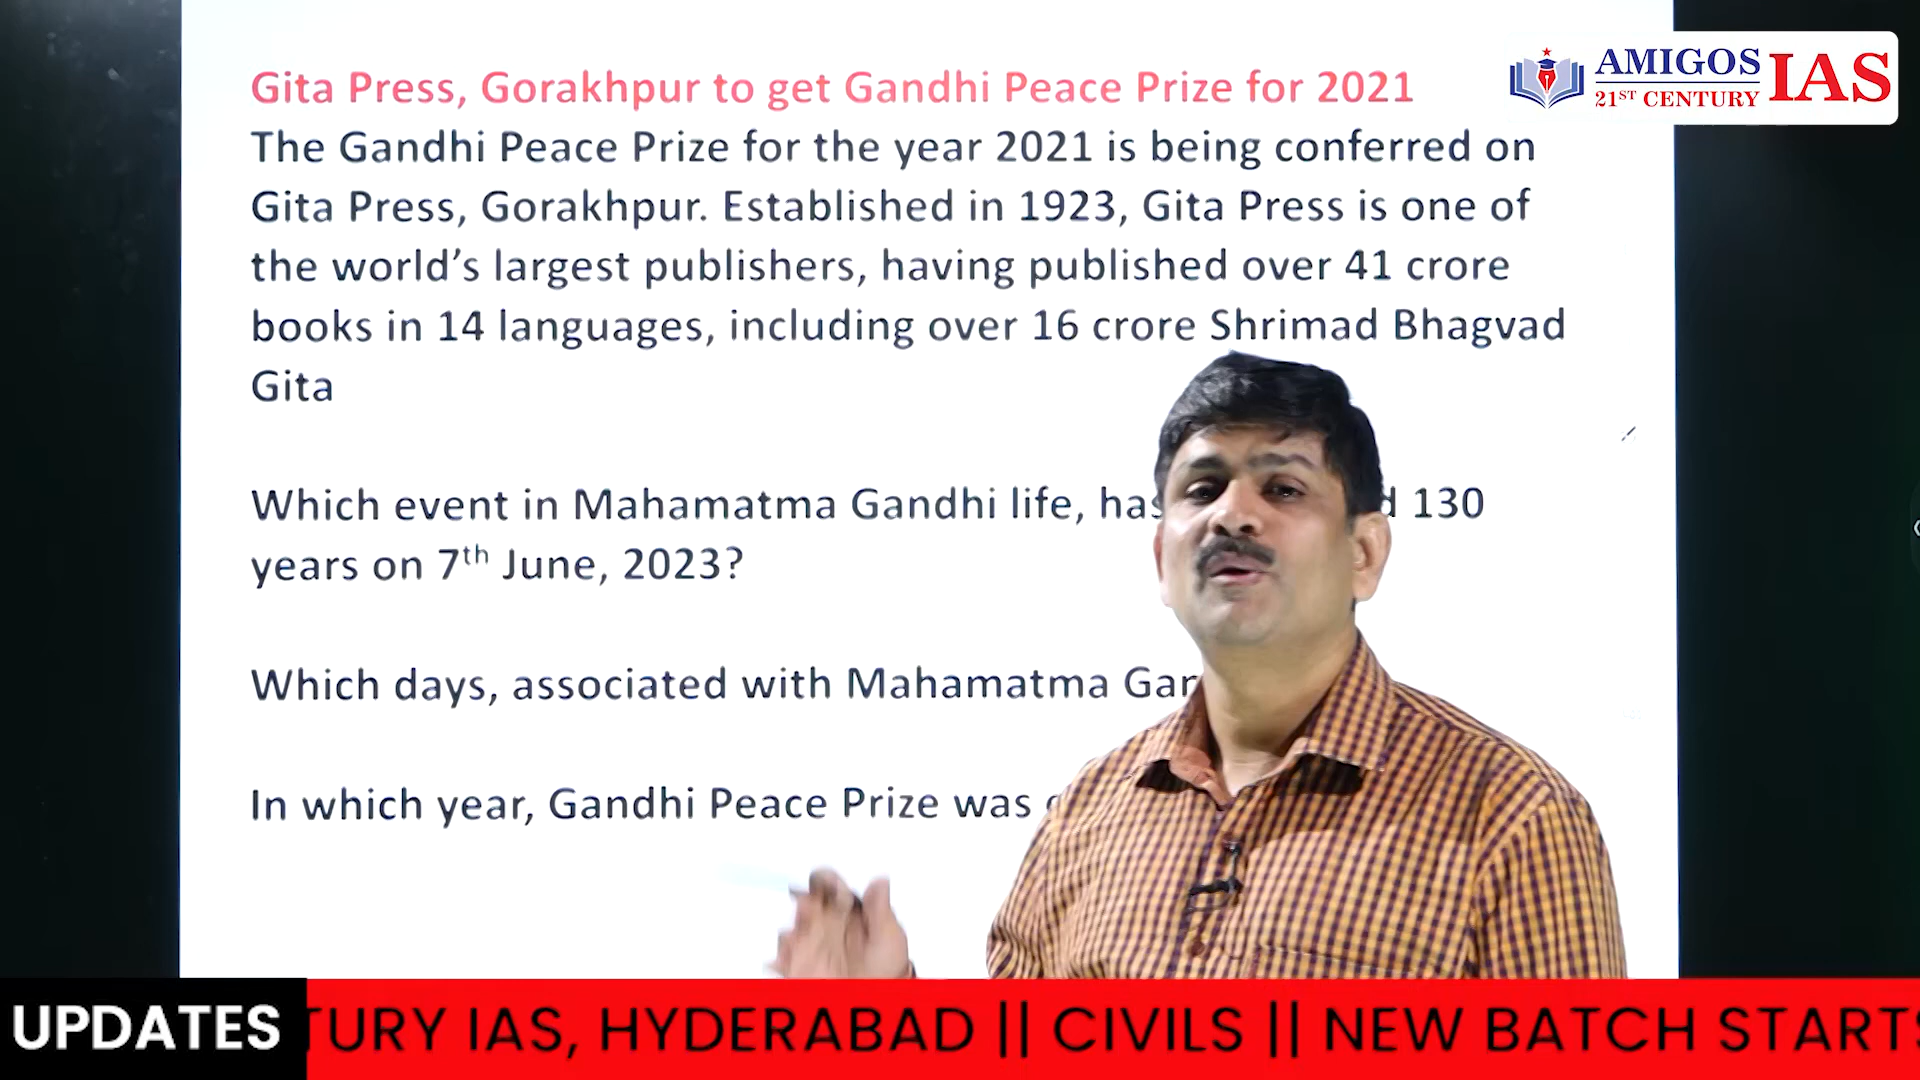 Gita Press, Gorakhpur to get Gandhi Peace Prize for 2021
The Gandhi Peace Prize for the year 2021 is being conferred on
Gita Press, Gorakhpur. Established in 1923, Gita Press is one of
the world’s largest publishers, having published over 41 crore
books in 14 languages, including over 16 crore Shrimad Bhagvad
Gita
Which event in Mahamatma Gandhi life, has 130
years on 7th June, 2023?
Which days, associated with Mahamatma
In which year, Gandhi Peace Prize was
AMIGOS
21ST CENTURY
IAS
UPDATES
TURY IAS, HYDERABAD || CIVILS || NEW BATCH STARTS